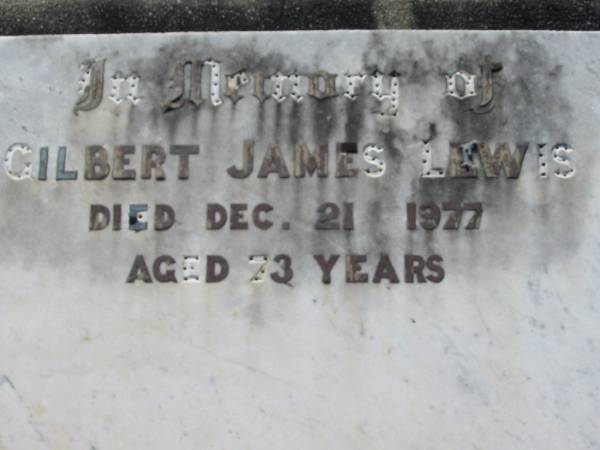 In Memory of
GILBERT JAMES LEWIS
DIED DEC. 21 1977
AGED 73 YEARS